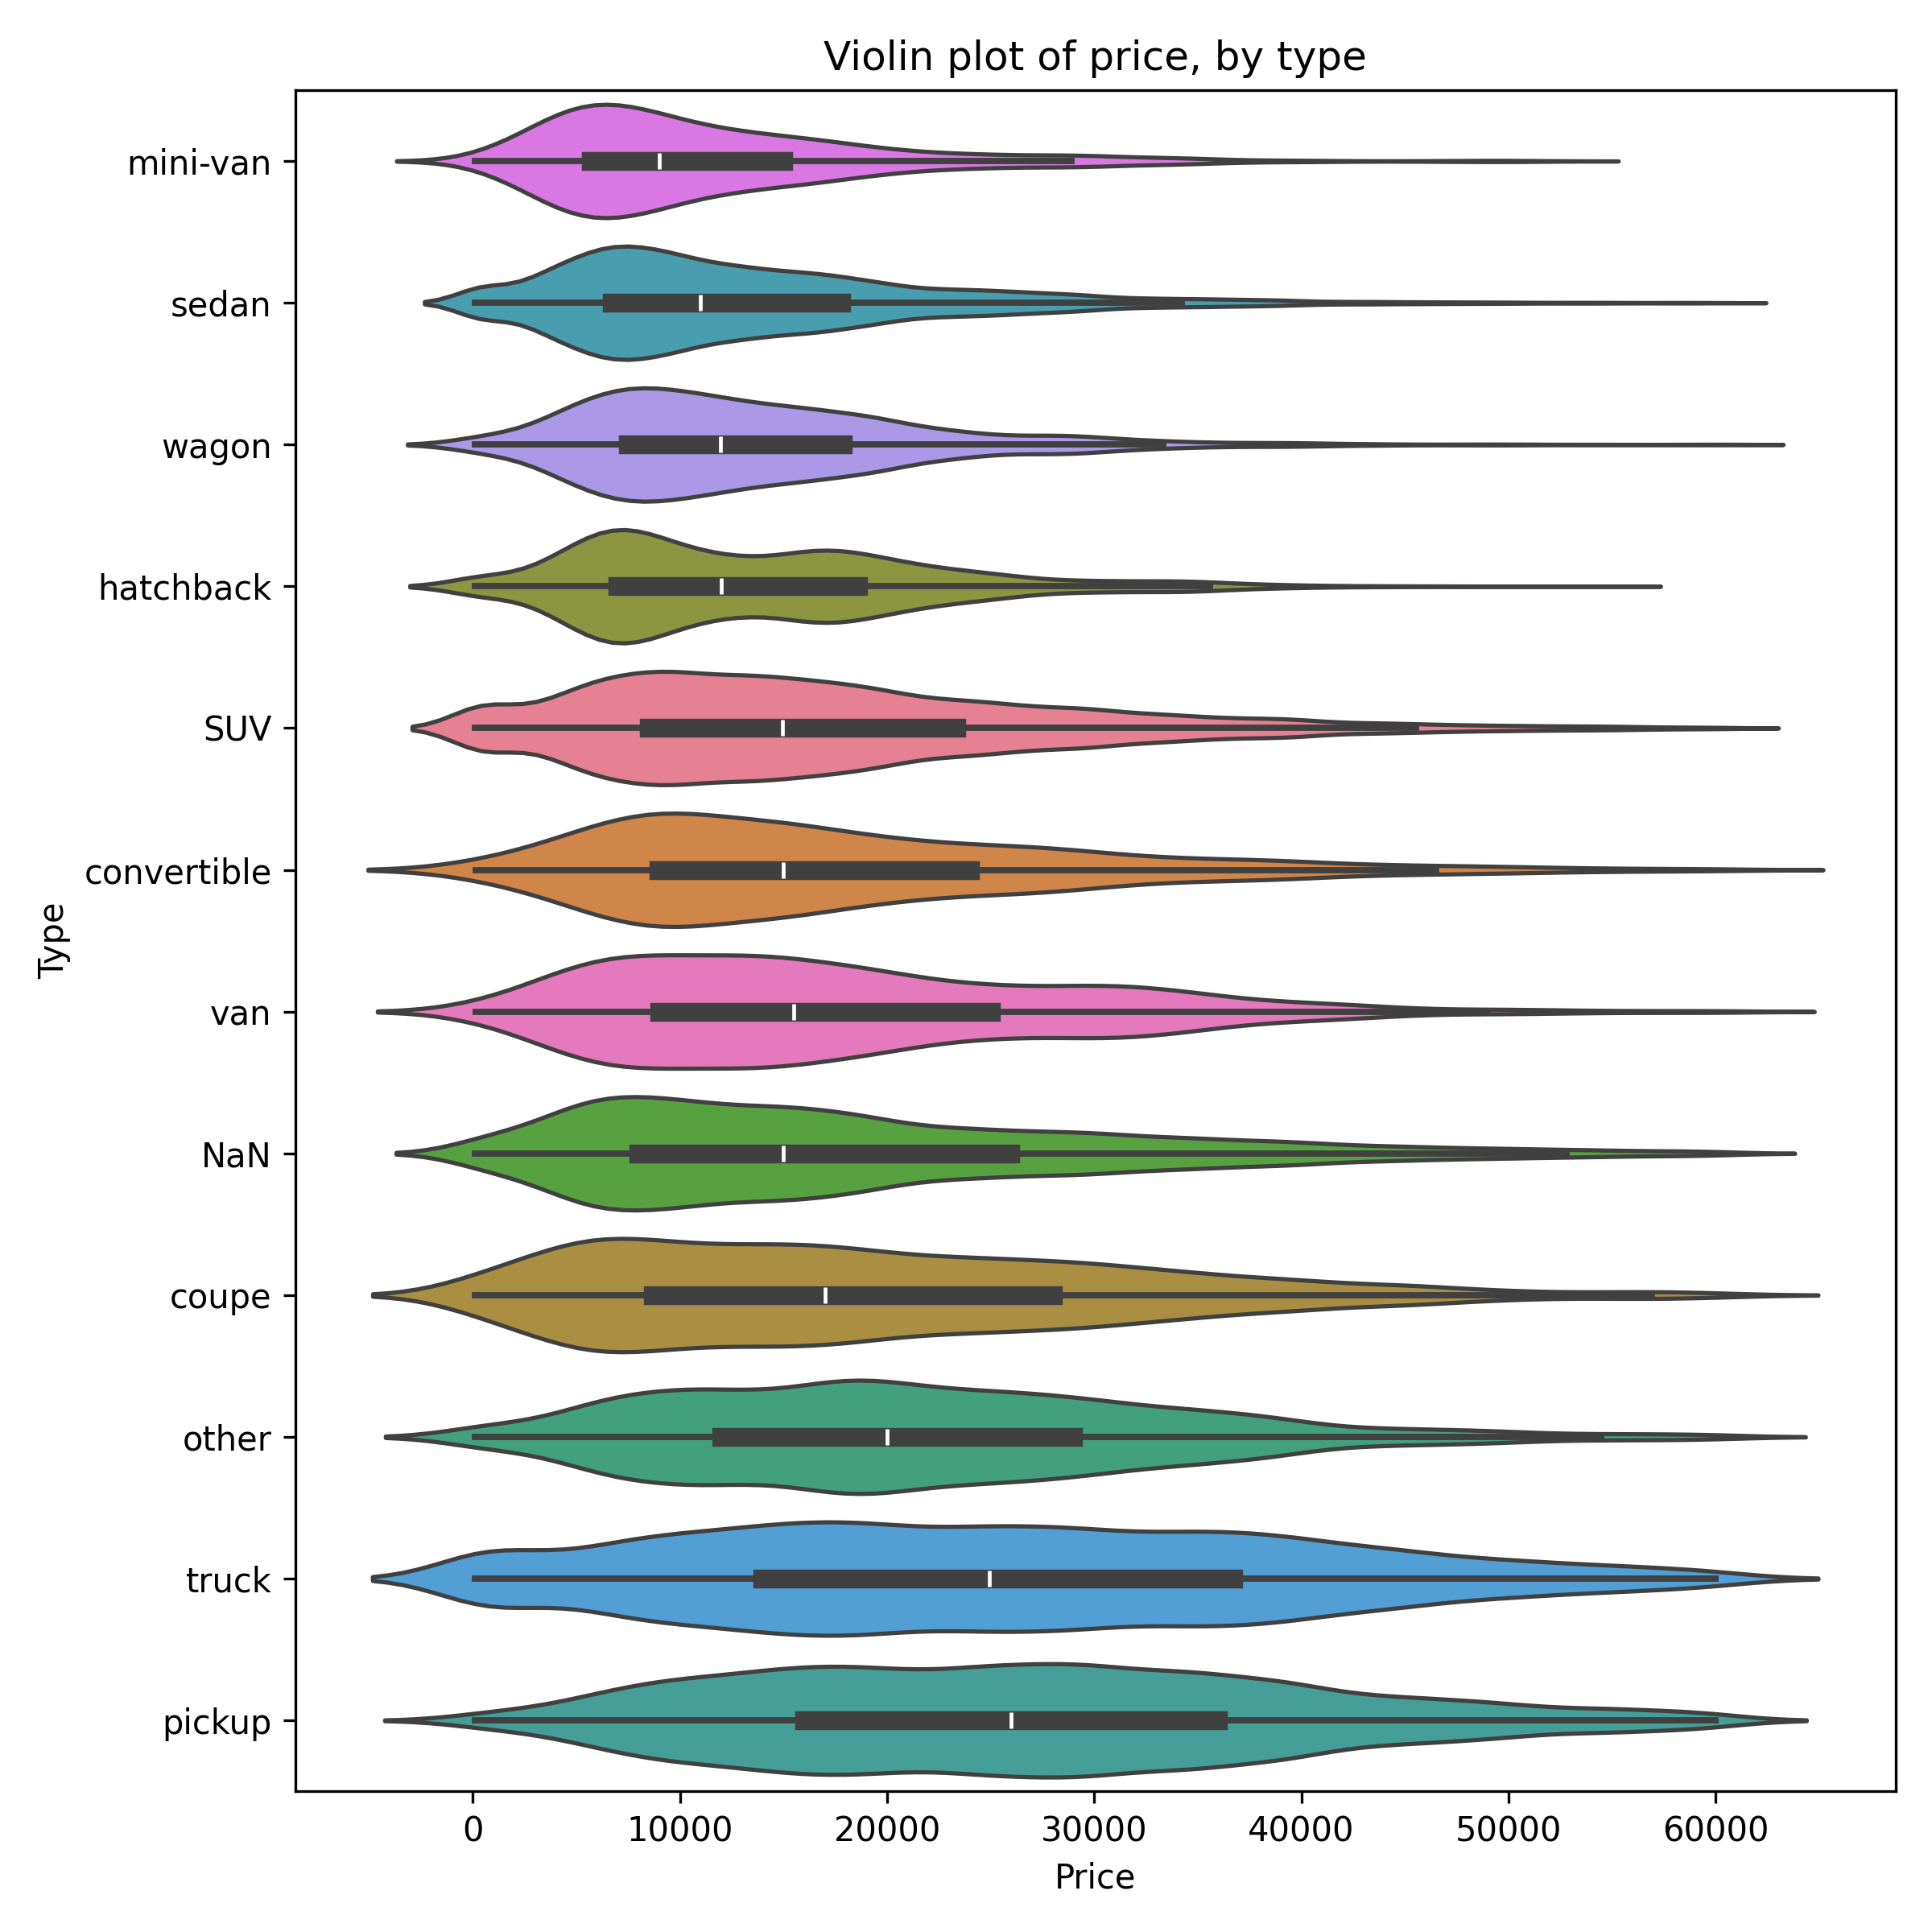 Violin plot of price, by type
mini-van
sedan
wagon
hatchback
SUV
convertible
van
NaN
coupe
other
truck
pickup
Type
0 10000 20000 30000 40000 50000 60000
Price